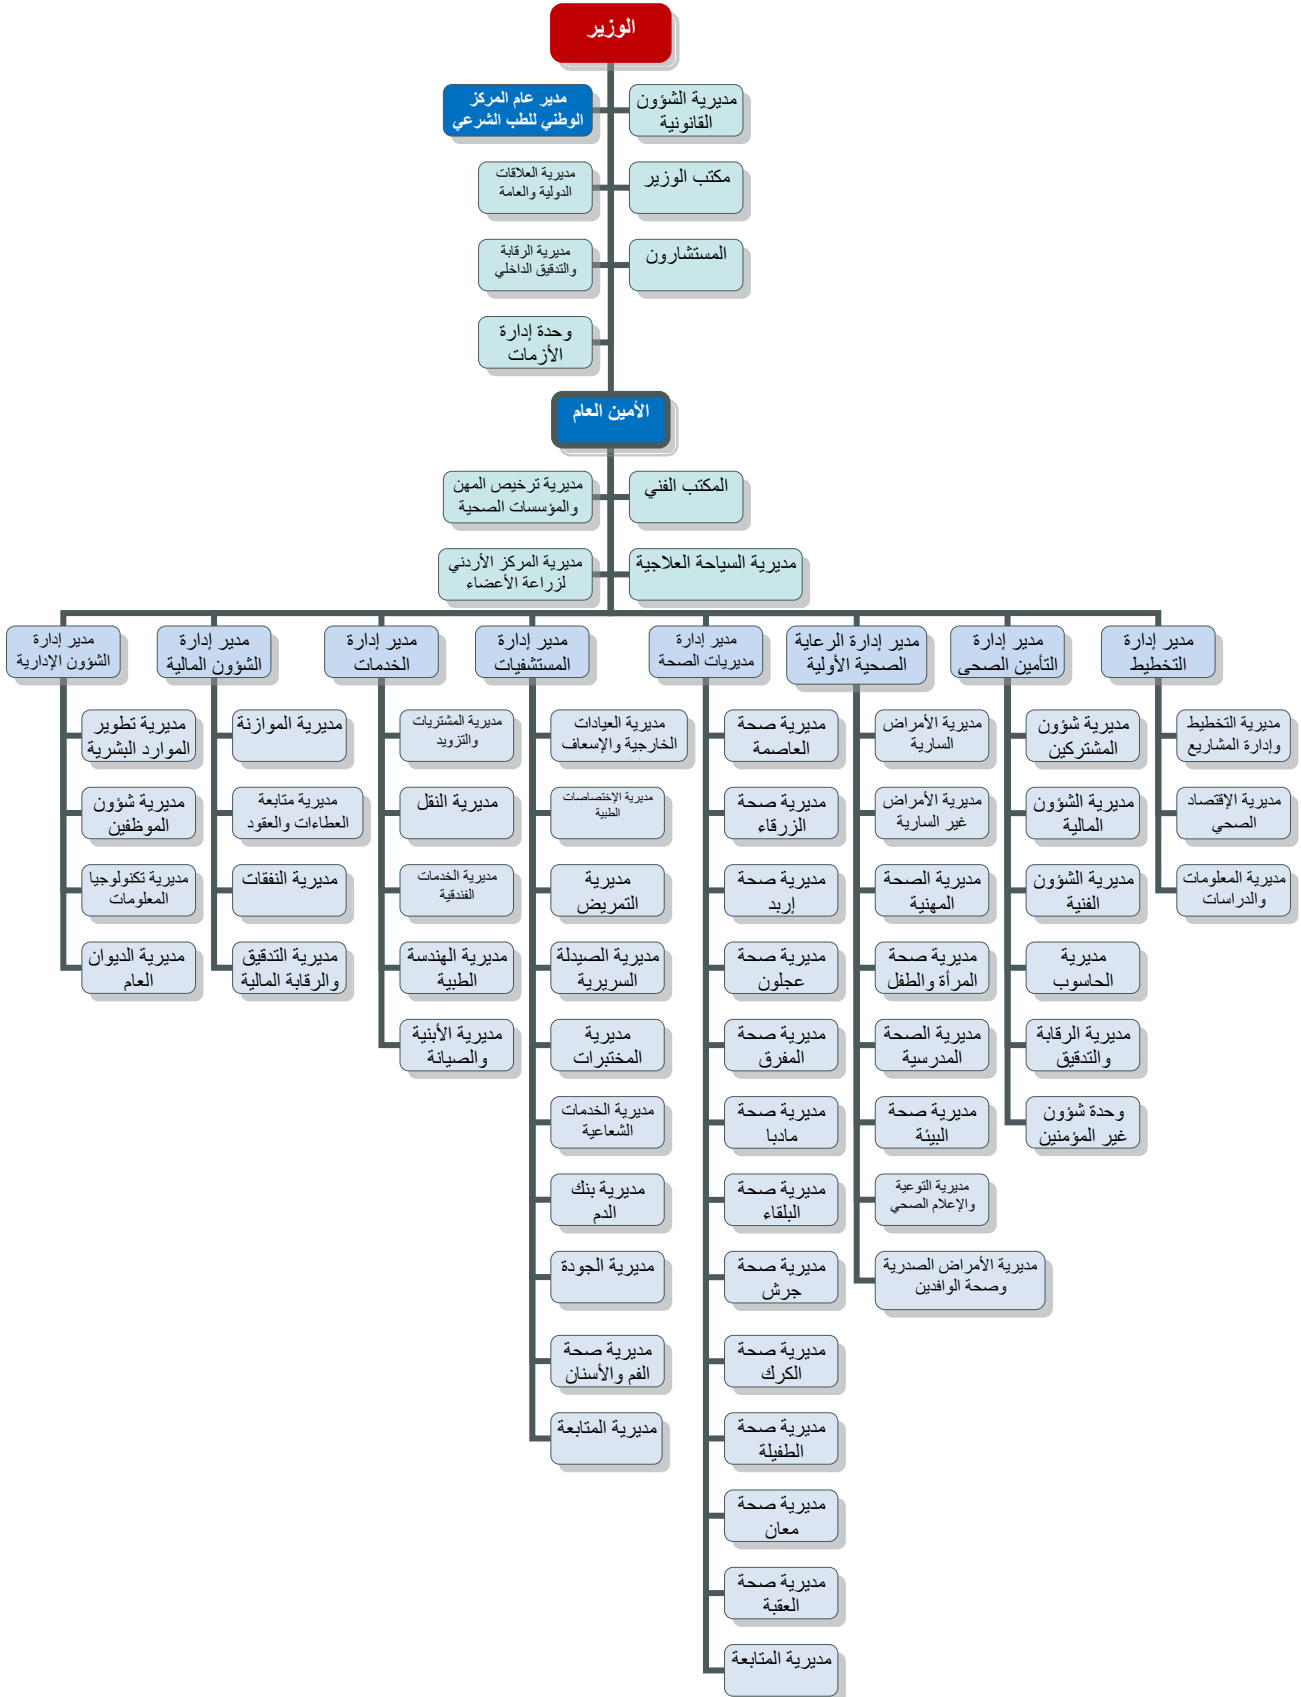 الوزير
مديرية الشؤون
القانونية
مدير عام المركز
الوطني للطب الشرعي
مكتب الوزير
مديرية العلاقات
الدولية والعامة
المستشارون
مديرية الرقابة
والتدقيق الداخلي
وحدة إدارة
الأزمات
الأمين العام
المكتب الفني
مديرية ترخيص المهن
والمؤسسات الصحية
مديرية السياحة العلاجية
مديرية المركز الأردني
لزراعة الأعضاء
مدير إدارة
التخطيط
مديرية التخطيط
وإدارة المشاريع
مديرية الإقتصاد
الصحي
مديرية المعلومات
والدراسات
مدير إدارة
التأمين الصحي
مديرية شؤون
المشتركين
مديرية الشؤون
المالية
مديرية الشؤون
الفنية
مديرية
الحاسوب
مديرية الرقابة
والتدقيق
وحدة شؤون
غير المؤمنين
مدير إدارة الرعاية
الصحية الأولية
مديرية الأمراض
السارية
مديرية الأمراض
غير السارية
مديرية الصحة
المهنية
مديرية صحة
المرأة والطفل
مديرية الصحة
المدرسية
مديرية صحة
البيئة
مديرية التوعية
والإعلام الصحي
مديرية الأمراض الصدرية
وصحة الوافدين
مدير إدارة
مديريات الصحة
مديرية صحة
العاصمة
مديرية صحة
الزرقاء
مديرية صحة
إربد
مديرية صحة
عجلون
مديرية صحة
المفرق
مديرية صحة
مادبا
مديرية صحة
البلقاء
مديرية صحة
جرش
مديرية صحة
الكرك
مديرية صحة
الطفيلة
مديرية صحة
معان
مديرية صحة
العقبة
مديرية المتابعة
مدير إدارة
المستشفيات
مديرية العيادات
الخارجية والإسعاف
مديرية الإختصاصات
الطبية
مديرية
التمريض
مديرية الصيدلة
السريرية
مديرية
المختبرات
مديرية الخدمات
الشعاعية
مديرية بنك
الدم
مديرية الجودة
مديرية صحة
الفم والأسنان
مديرية المتابعة
مدير إدارة
الخدمات
مديرية المشتريات
والتزويد
مديرية النقل
مديرية الخدمات
الفندقية
مديرية الهندسة
الطبية
مديرية الأبنية
والصيانة
مدير إدارة
الشؤون المالية
مديرية الموازنة
مديرية متابعة
العطاءات والعقود
مديرية النفقات
مديرية التدقيق
والرقابة المالية
مدير إدارة
الشؤون الإدارية
مديرية تطوير
الموارد البشرية
مديرية شؤون
الموظفين
مديرية تكنولوجيا
المعلومات
مديرية الديوان
العام